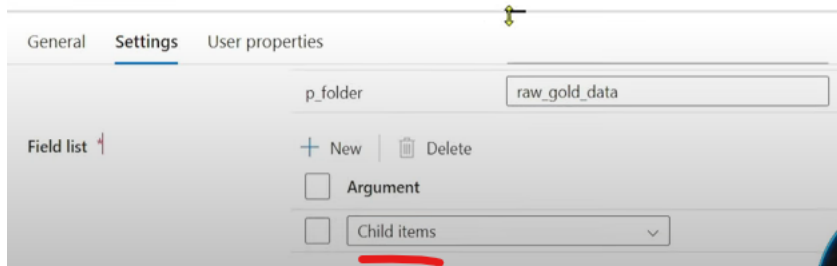 General Settings User properties
p_folder raw_gold_data
Field list * + New Delete
Argument
Child items